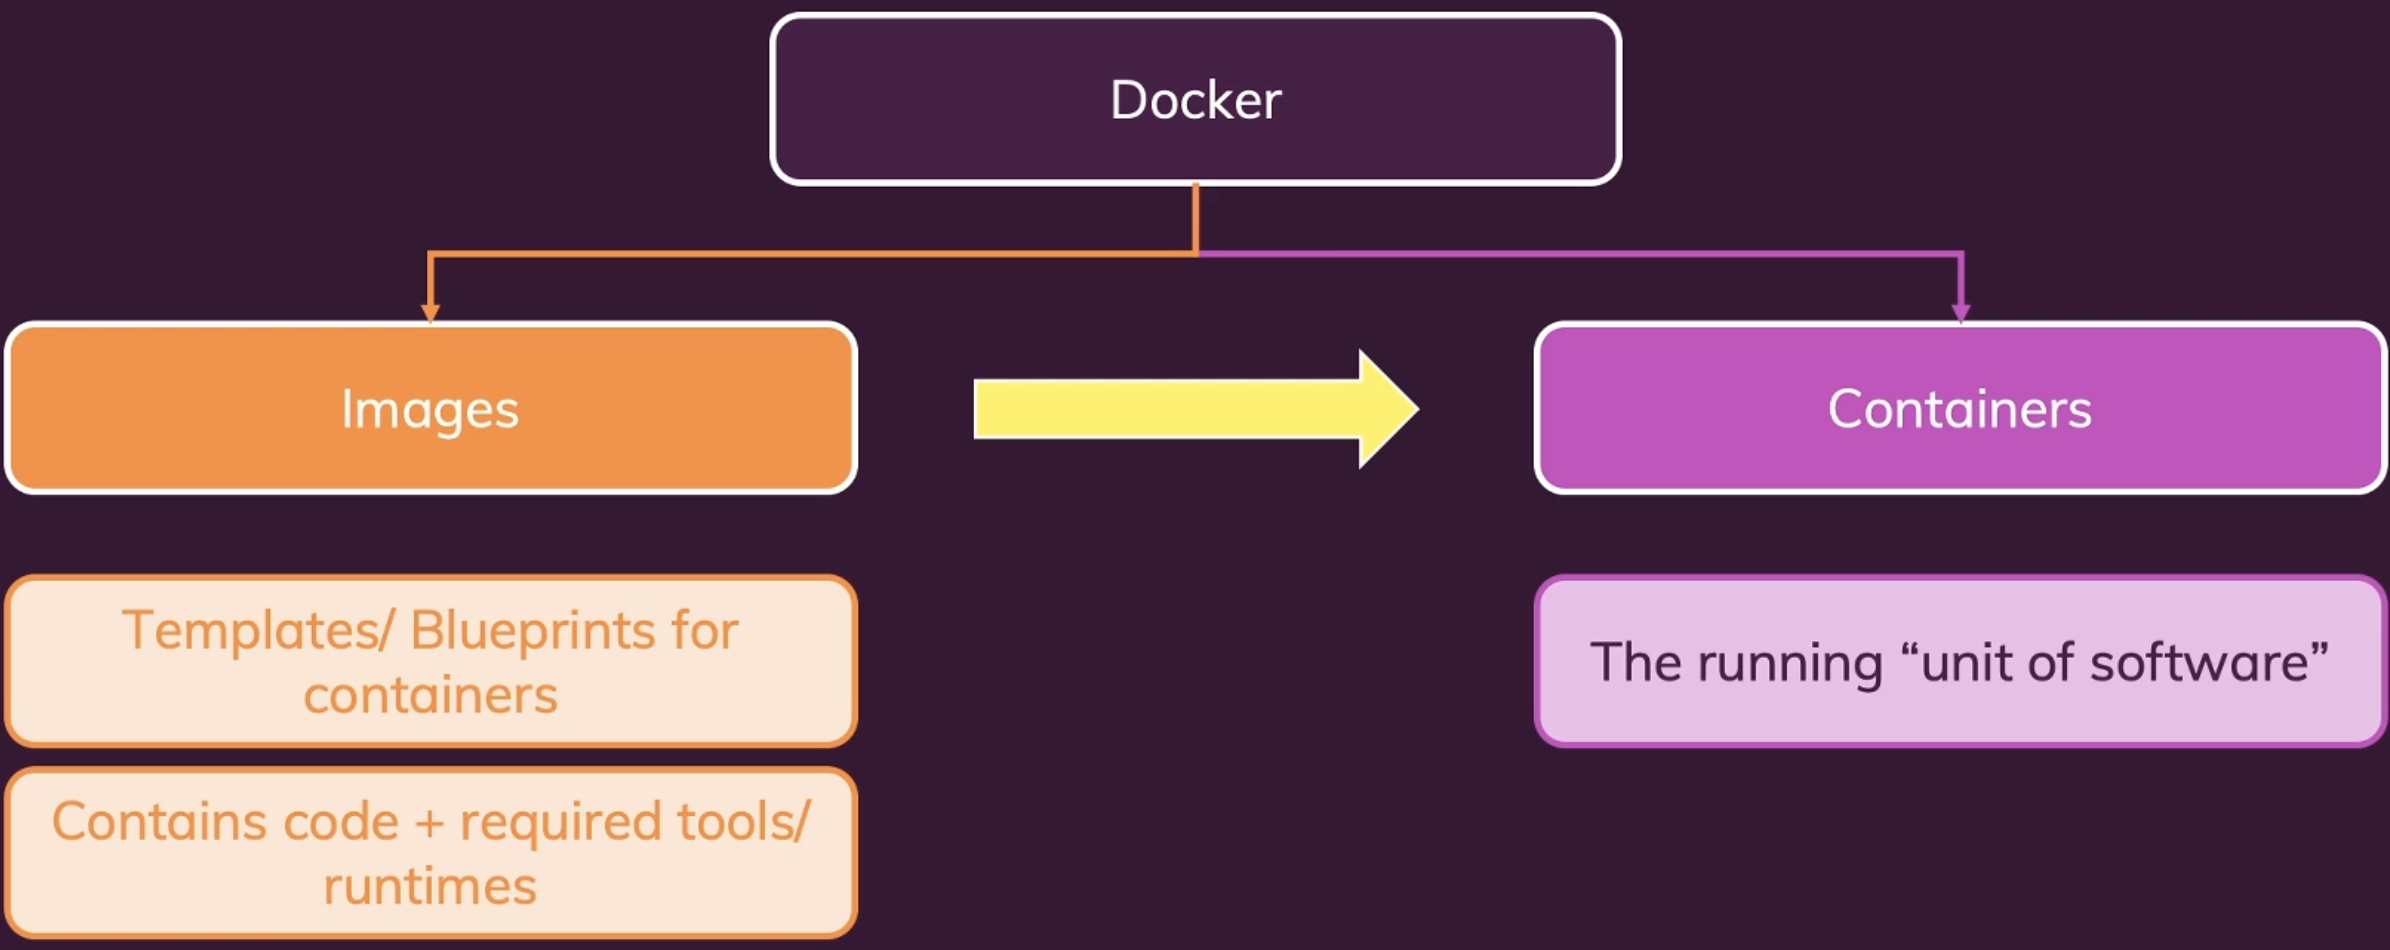 Docker
Images
Containers
Templates/ Blueprints for
containers
The running “unit of software”
Contains code + required tools/
runtimes